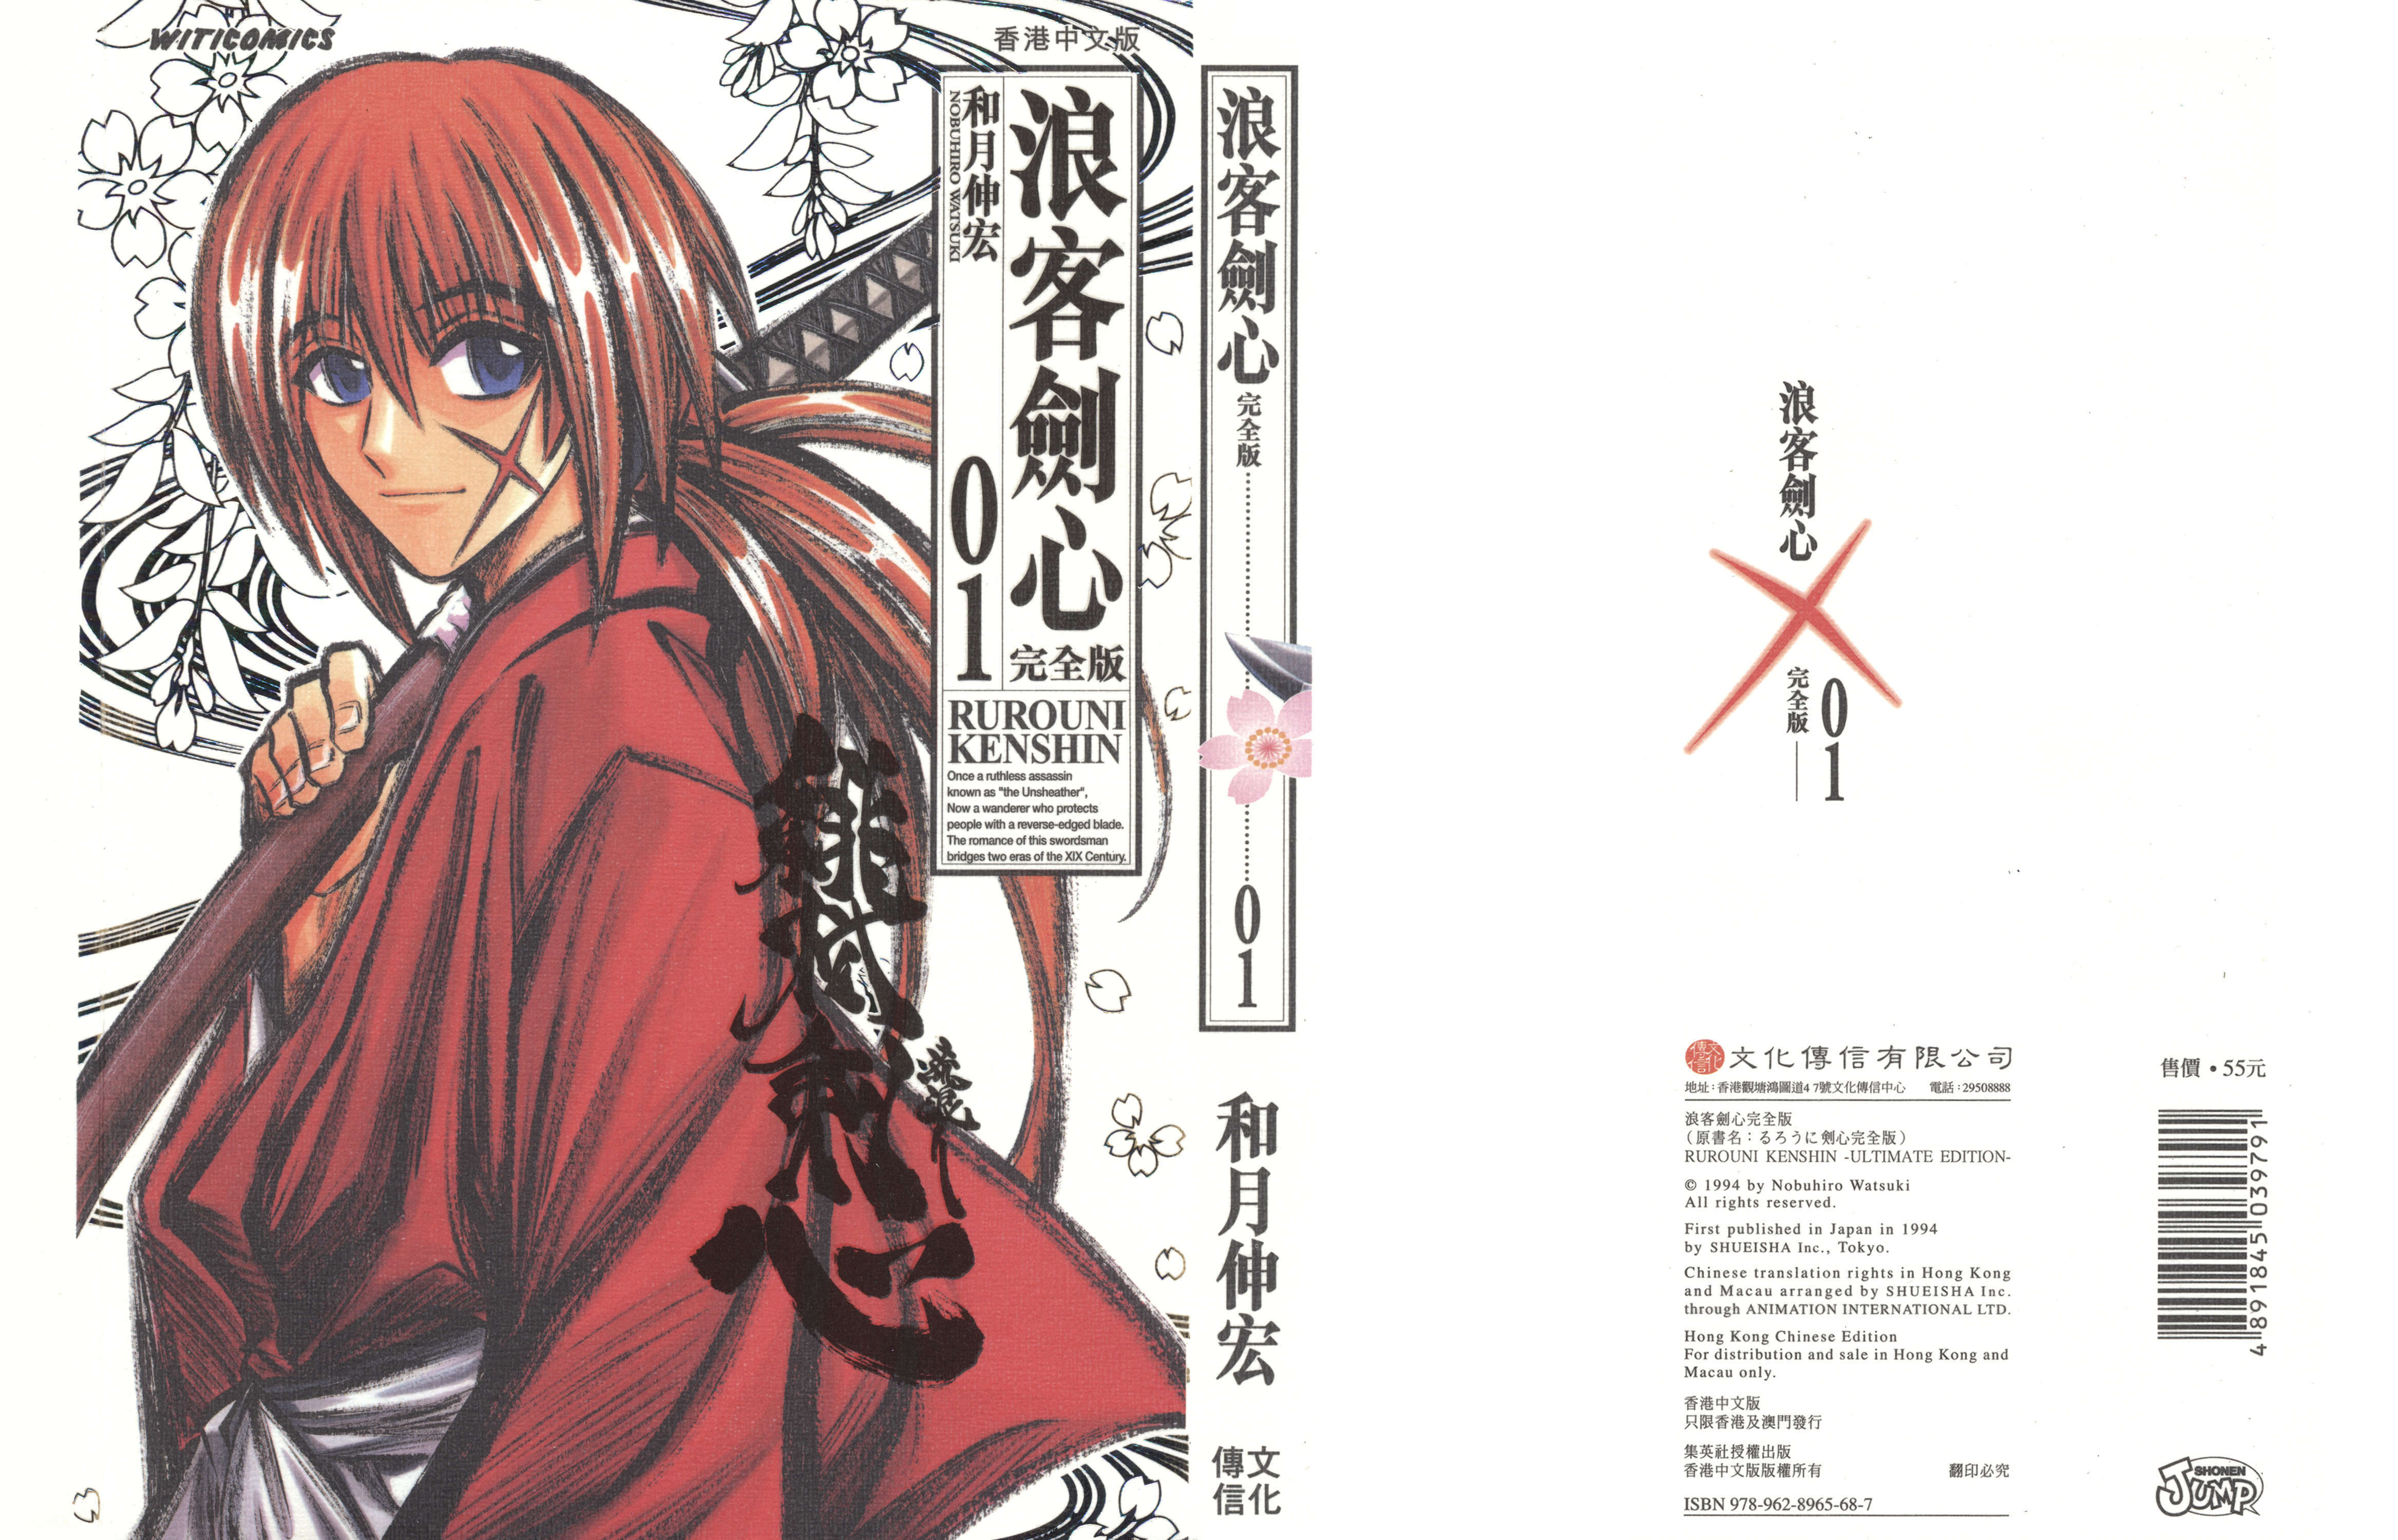 WITICOMICS
香港中文版
浪客劍心
完全版
和月伸宏
NOBUHIRO WATSUKI
01
RUROUNI
KENSHIN
Once a ruthless assassin
known as "the Unsheather",
Now a wanderer who protects
people with a reverse-edged blade.
The romance of this swordsman
bridges two eras of the XIX Century.
浪客劍心
完全版
01
和月伸宏
文化
傳信
浪客劍心
完全版
01
文化傳信
文化傳信有限公司
地址:香港觀塘鴻圖道47號文化傳信中心 電話:29508888
浪客劍心完全版
(原書名:るろうに剣心完全版)
RUROUNI KENSHIN -ULTIMATE EDITION-
© 1994 by Nobuhiro Watsuki
All rights reserved.
First published in Japan in 1994
by SHUEISHA Inc., Tokyo.
Chinese translation rights in Hong Kong
and Macau arranged by SHUEISHA Inc.
through ANIMATION INTERNATIONAL LTD.
Hong Kong Chinese Edition
For distribution and sale in Hong Kong and
Macau only.
香港中文版
只限香港及澳門發行
集英社授權出版
香港中文版版權所有 翻印必究
ISBN 978-962-8965-68-7
售價・55元
4 891845 039791
SHONEN
JUMP